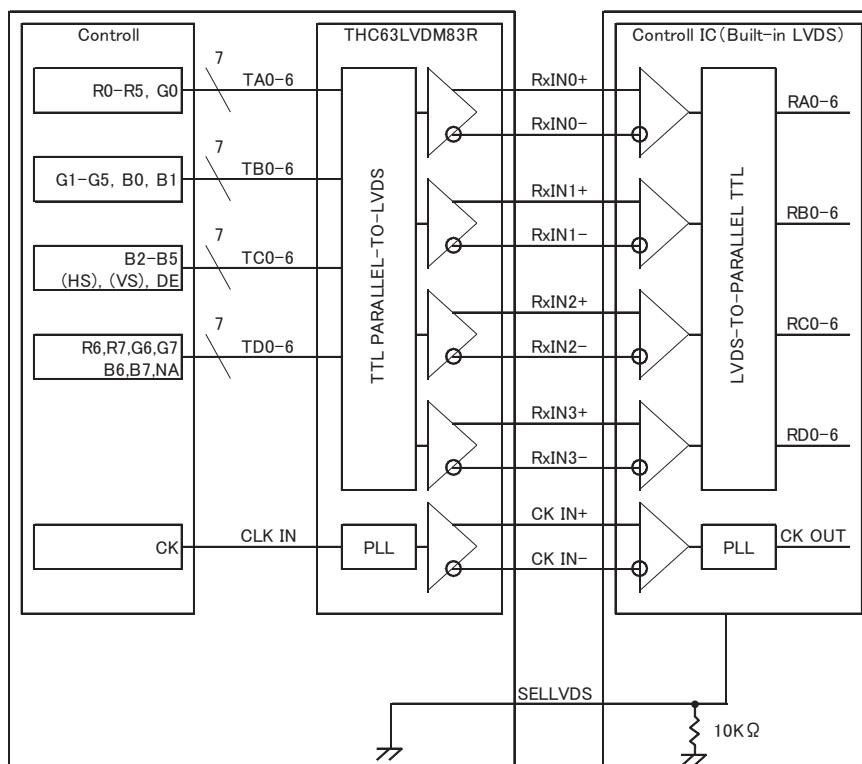 Controll
THC63LVDM83R
Controll IC(Built-in LVDS)
7
R0-R5, G0
TA0-6
RxIN0+
RxIN0-
RA0-6
7
G1-G5, B0, B1
TB0-6
RxIN1+
RxIN1-
RB0-6
B2-B5
(HS), (VS), DE
7
TC0-6
RxIN2+
RxIN2-
RC0-6
R6,R7,G6,G7
B6,B7,NA
7
TD0-6
RxIN3+
RxIN3-
RD0-6
TTL PARALLEL-TO-LVDS
LVDS-TO-PARALLEL TTL
CK
CLK IN
PLL
CK IN+
CK IN-
PLL
CK OUT
SELLVDS
10KΩ